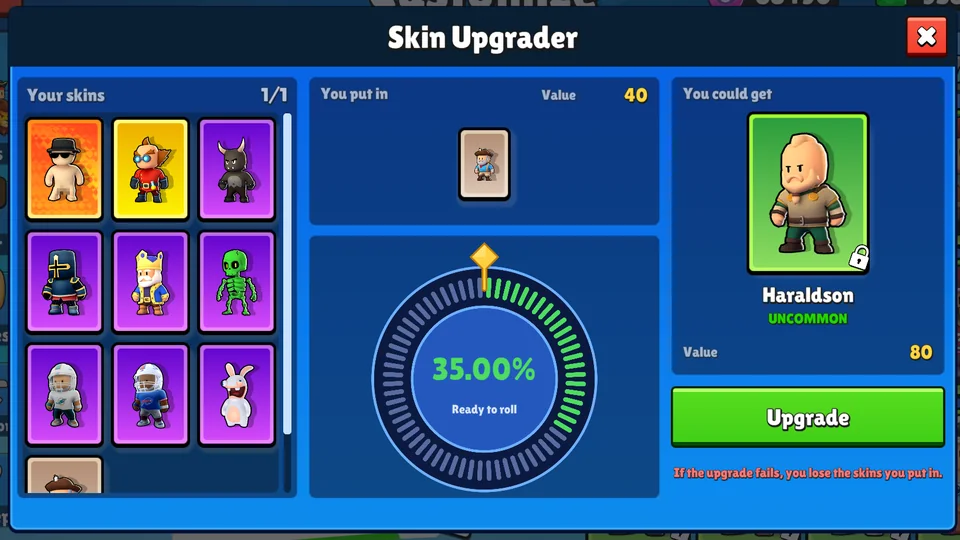 Skin Upgrader
Your skins 1/1
You put in Value 40
You could get
Haraldson
UNCOMMON
Value 80
35.00%
Ready to roll
Upgrade
If the upgrade fails, you lose the skins you put in.